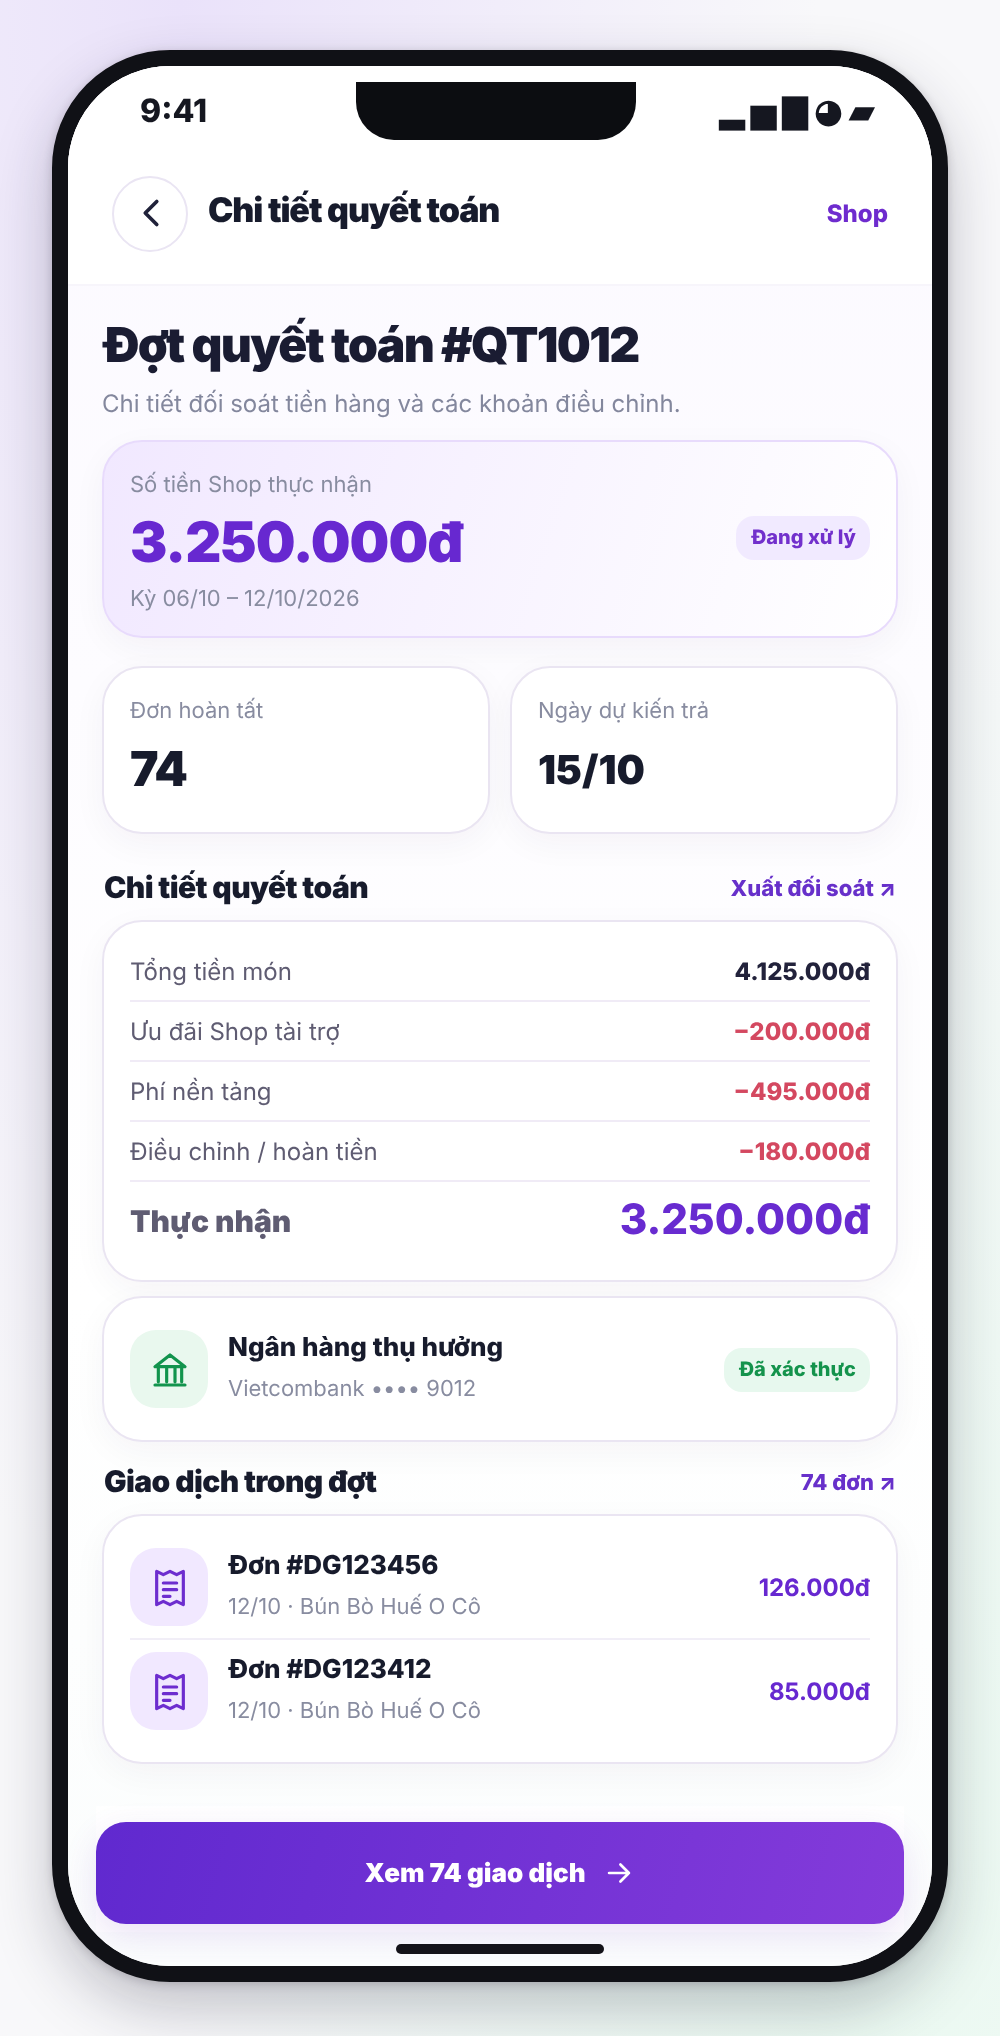 9:41
Chi tiết quyết toán
Shop
Đợt quyết toán #QT1012
Chi tiết đối soát tiền hàng và các khoản điều chỉnh.
Số tiền Shop thực nhận
3.250.000đ
Đang xử lý
Kỳ 06/10 – 12/10/2026
Đơn hoàn tất
74
Ngày dự kiến trả
15/10
Chi tiết quyết toán
Xuất đối soát ↗
Tổng tiền món
4.125.000đ
Ưu đãi Shop tài trợ
−200.000đ
Phí nền tảng
−495.000đ
Điều chỉnh / hoàn tiền
−180.000đ
Thực nhận
3.250.000đ
Ngân hàng thụ hưởng
Vietcombank •••• 9012
Đã xác thực
Giao dịch trong đợt
74 đơn ↗
Đơn #DG123456
12/10 · Bún Bò Huế O Cô
126.000đ
Đơn #DG123412
12/10 · Bún Bò Huế O Cô
85.000đ
Xem 74 giao dịch →